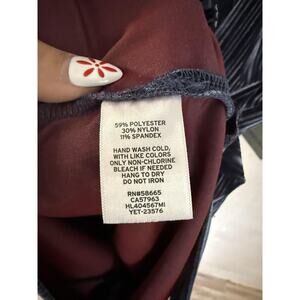 59% POLYESTER
30% NYLON
11% SPANDEX
HAND WASH COLD,
WITH LIKE COLORS
ONLY NON-CHLORINE
BLEACH IF NEEDED
HANG TO DRY
DO NOT IRON
RN#58665
CA57963
HL404567MI
YET-23576